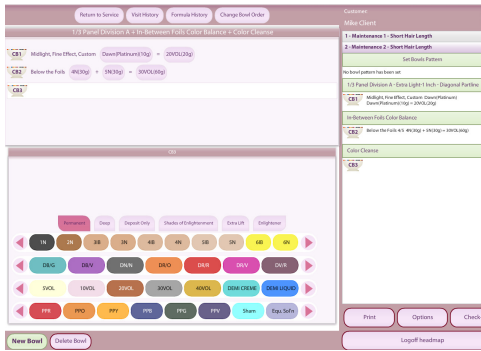 Return to Service Visit History Formula History Change Bowl Order
1/3 Panel Division A + In-Between Foils Color Balance + Color Cleanse
CB1 Midlight, Fine Effect, Custom Dawn(Platinum)(10g) = 20VOL(20g)
CB2 Below the Foils 4N(30g) + 5N(30g) = 30VOL(60g)
CB3
CB3
Permanent Deep Deposit Only Shades of Enlightenment Extra Lift Enlightener
1N 2N 3B 3N 4B 4N 5B 5N 6B 6N
DB/G DB/V DN/N DR/O DR/R DR/V DV/R
5VOL 10VOL 20VOL 30VOL 40VOL DEMI CREME DEMI LIQUID
PPR PPO PPY PPB PPG PPV Sham Equ. SoFn
New Bowl Delete Bowl
Customer
Mike Client
1 - Maintenance 1 - Short Hair Length
2 - Maintenance 2 - Short Hair Length
Set Bowls Pattern
No bowl pattern has been set
1/3 Panel Division A - Extra Light-1 Inch - Diagonal Parting
CB1 Midlight, Fine Effect, Custom Dawn(Platinum)
Dawn(Platinum)(10g) = 20VOL(20g)
In-Between Foils Color Balance
CB2 Below the Foils 4/5 4N(30g) + 5N(30g) = 30VOL(60g)
Color Cleanse
CB3
Print Options Check
Logoff headmap